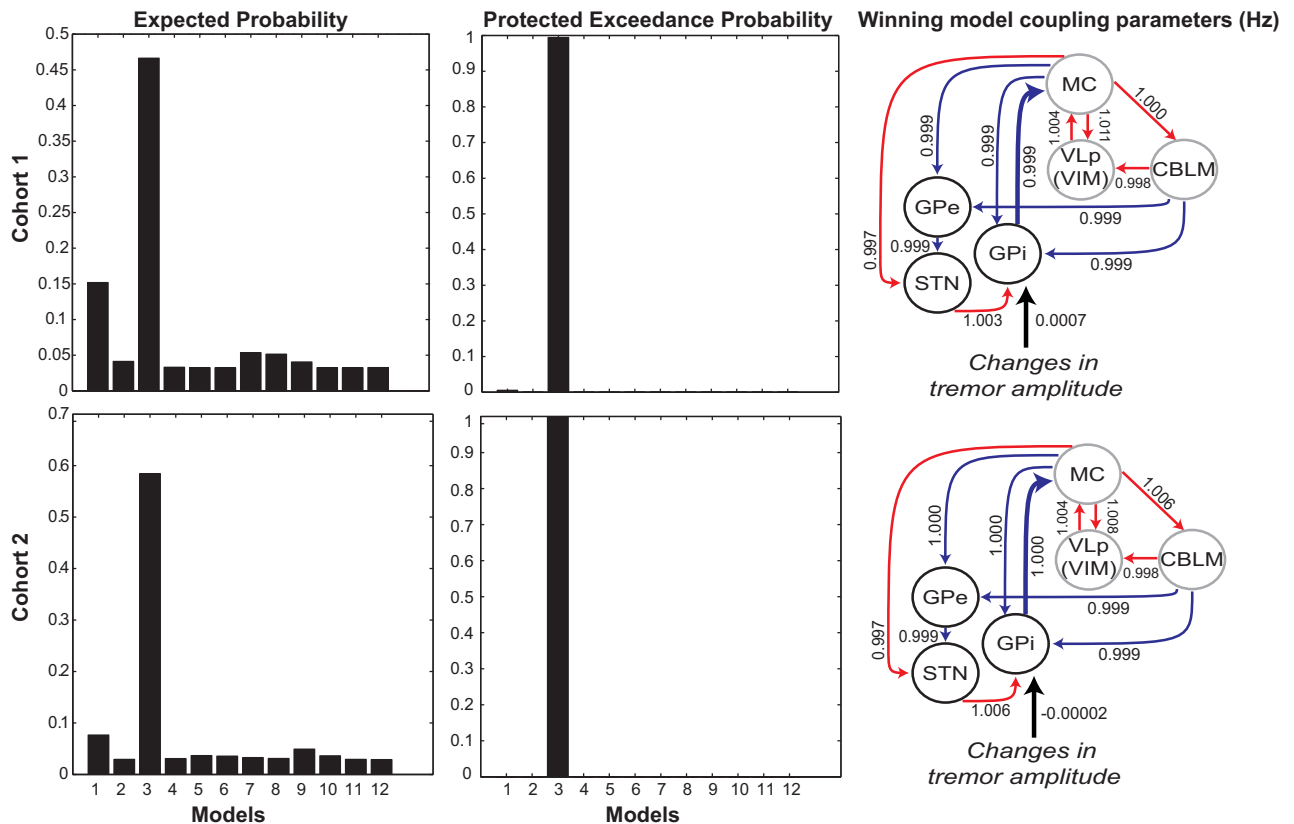 Expected Probability
Protected Exceedance Probability
Winning model coupling parameters (Hz)
Cohort 1
0.5
0.45
0.4
0.35
0.3
0.25
0.2
0.15
0.1
0.05
0
1
0.9
0.8
0.7
0.6
0.5
0.4
0.3
0.2
0.1
0
MC
1.000
0.999
0.999
0.999
1.004
1.011
VLp
(VIM)
0.998
CBLM
GPe
0.999
0.997
0.999
GPi
0.999
STN
1.003
0.0007
Changes in
tremor amplitude
Cohort 2
0.7
0.6
0.5
0.4
0.3
0.2
0.1
0
1 2 3 4 5 6 7 8 9 10 11 12
Models
1
0.9
0.8
0.7
0.6
0.5
0.4
0.3
0.2
0.1
0
1 2 3 4 5 6 7 8 9 10 11 12
Models
MC
1.006
1.000
1.000
1.000
1.004
1.008
VLp
(VIM)
0.998
CBLM
GPe
0.999
0.997
0.999
GPi
0.999
STN
1.006
-0.00002
Changes in
tremor amplitude